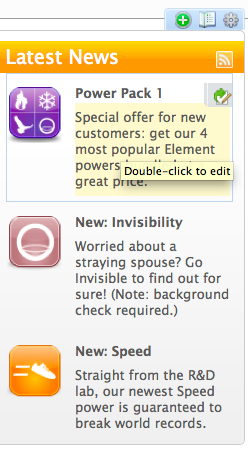 Latest News
Power Pack 1
Special offer for new
customers: get our 4
most popular Element
powers
Double-click to edit
great price.
New: Invisibility
Worried about a
straying spouse? Go
Invisible to find out for
sure! (Note: background
check required.)
New: Speed
Straight from the R&D
lab, our newest Speed
power is guaranteed to
break world records.